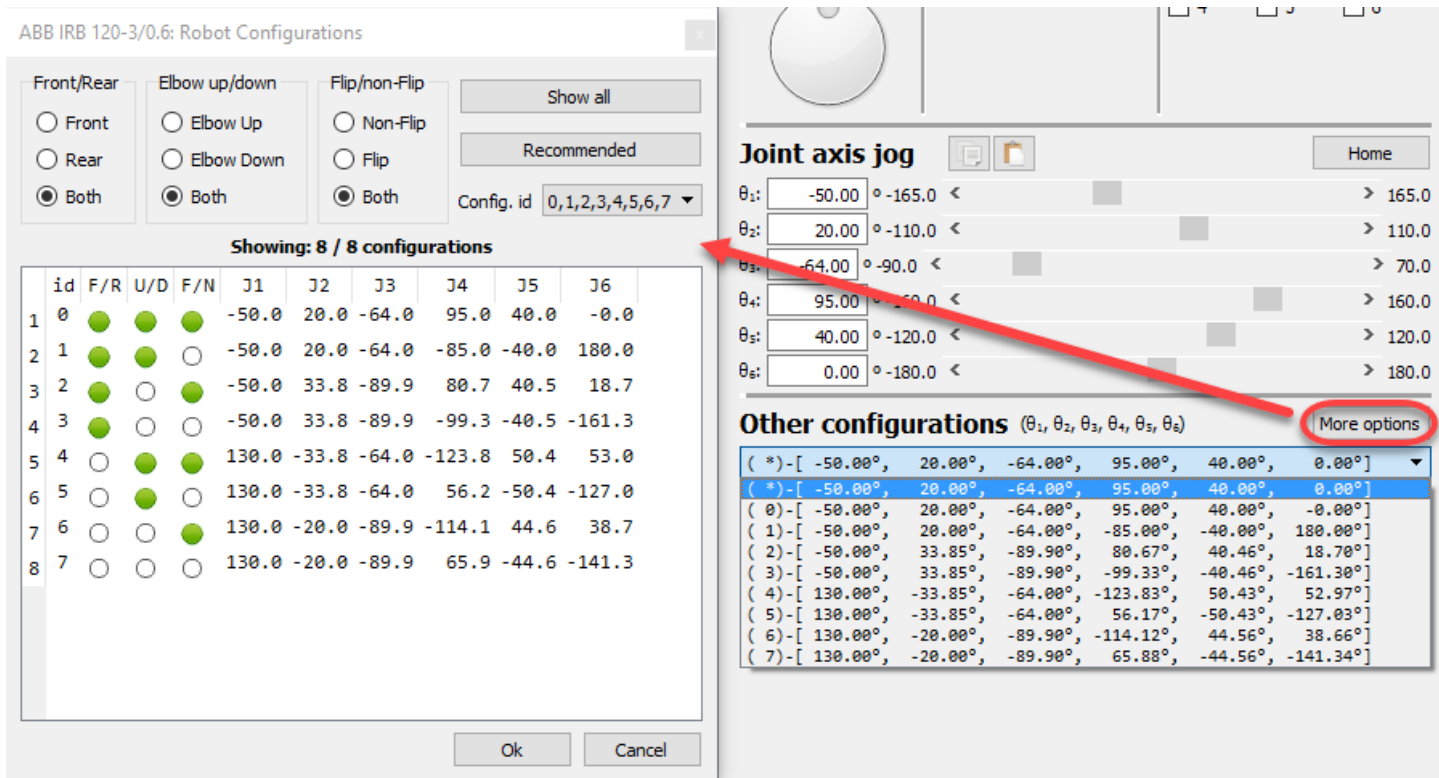 ABB IRB 120-3/0.6: Robot Configurations
x
Front/Rear
Front
Rear
Both
Elbow up/down
Elbow Up
Elbow Down
Both
Flip/non-Flip
Non-Flip
Flip
Both
Show all
Recommended
Config. id 0,1,2,3,4,5,6,7
Showing: 8 / 8 configurations
id F/R U/D F/N J1 J2 J3 J4 J5 J6
1 0 -50.0 20.0 -64.0 95.0 40.0 -0.0
2 1 -50.0 20.0 -64.0 -85.0 -40.0 180.0
3 2 -50.0 33.8 -89.9 80.7 40.5 18.7
4 3 -50.0 33.8 -89.9 -99.3 -40.5 -161.3
5 4 130.0 -33.8 -64.0 -123.8 50.4 53.0
6 5 130.0 -33.8 -64.0 56.2 -50.4 -127.0
7 6 130.0 -20.0 -89.9 -114.1 44.6 38.7
8 7 130.0 -20.0 -89.9 65.9 -44.6 -141.3
Ok Cancel
Joint axis jog Home
θ₁: -50.00 ° -165.0 < > 165.0
θ₂: 20.00 ° -110.0 < > 110.0
θ₃: -64.00 ° -90.0 < > 70.0
θ₄: 95.00 ° -160.0 < > 160.0
θ₅: 40.00 ° -120.0 < > 120.0
θ₆: 0.00 ° -180.0 < > 180.0
Other configurations (θ₁, θ₂, θ₃, θ₄, θ₅, θ₆) More options
( *)-[ -50.00°, 20.00°, -64.00°, 95.00°, 40.00°, 0.00°]
( *)-[ -50.00°, 20.00°, -64.00°, 95.00°, 40.00°, 0.00°]
( 0)-[ -50.00°, 20.00°, -64.00°, 95.00°, 40.00°, -0.00°]
( 1)-[ -50.00°, 20.00°, -64.00°, -85.00°, -40.00°, 180.00°]
( 2)-[ -50.00°, 33.85°, -89.90°, 80.67°, 40.46°, 18.70°]
( 3)-[ -50.00°, 33.85°, -89.90°, -99.33°, -40.46°, -161.30°]
( 4)-[ 130.00°, -33.85°, -64.00°, -123.83°, 50.43°, 52.97°]
( 5)-[ 130.00°, -33.85°, -64.00°, 56.17°, -50.43°, -127.03°]
( 6)-[ 130.00°, -20.00°, -89.90°, -114.12°, 44.56°, 38.66°]
( 7)-[ 130.00°, -20.00°, -89.90°, 65.88°, -44.56°, -141.34°]